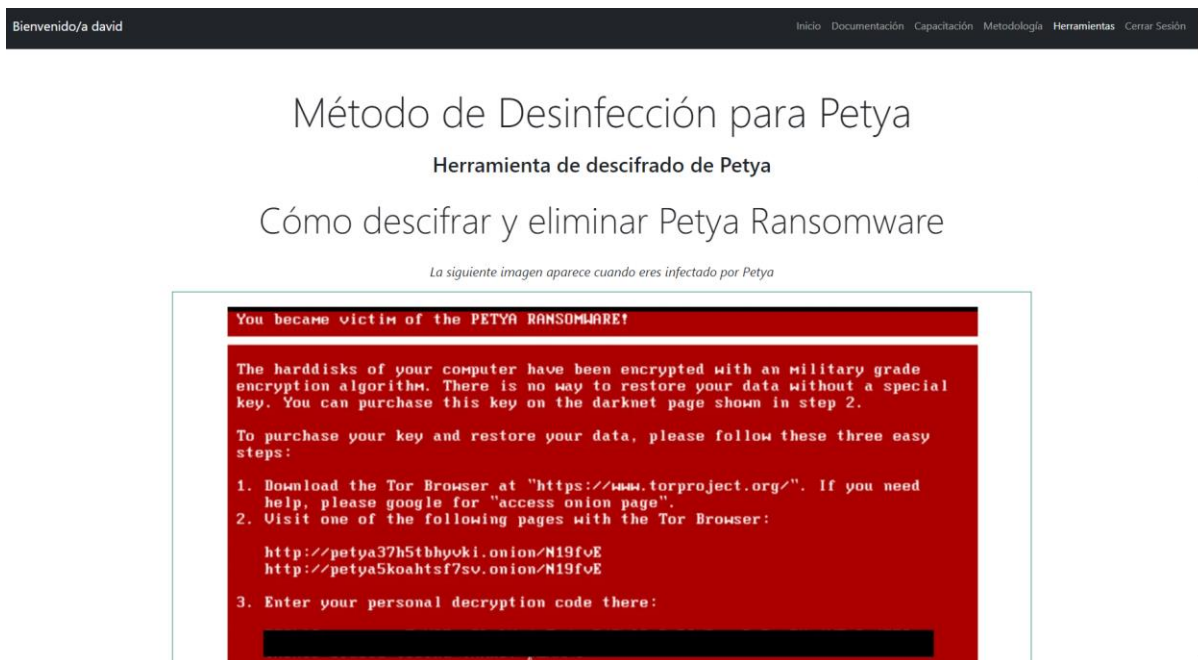 Bienvenido/a david
Inicio Documentación Capacitación Metodología Herramientas Cerrar Sesión
Método de Desinfección para Petya
Herramienta de descifrado de Petya
Cómo descifrar y eliminar Petya Ransomware
La siguiente imagen aparece cuando eres infectado por Petya
You became victim of the PETYA RANSOMWARE!
The harddisks of your computer have been encrypted with an military grade
encryption algorithm. There is no way to restore your data without a special
key. You can purchase this key on the darknet page shown in step 2.
To purchase your key and restore your data, please follow these three easy
steps:
1. Download the Tor Browser at "https://www.torproject.org/". If you need
help, please google for "access onion page".
2. Visit one of the following pages with the Tor Browser:
http://petya37h5tbhyvki.onion/N19fvE
http://petya5koahtsf7sv.onion/N19fvE
3. Enter your personal decryption code there: